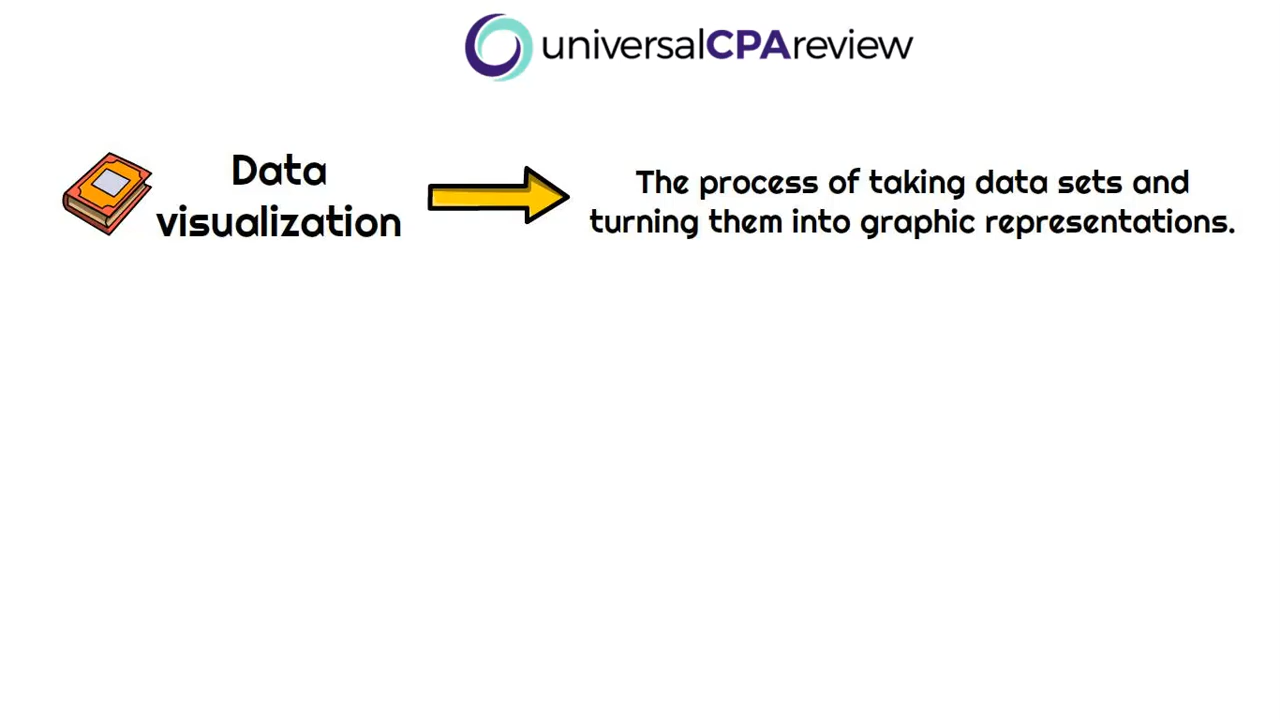 universalCPAreview
Data
visualization
The process of taking data sets and
turning them into graphic representations.